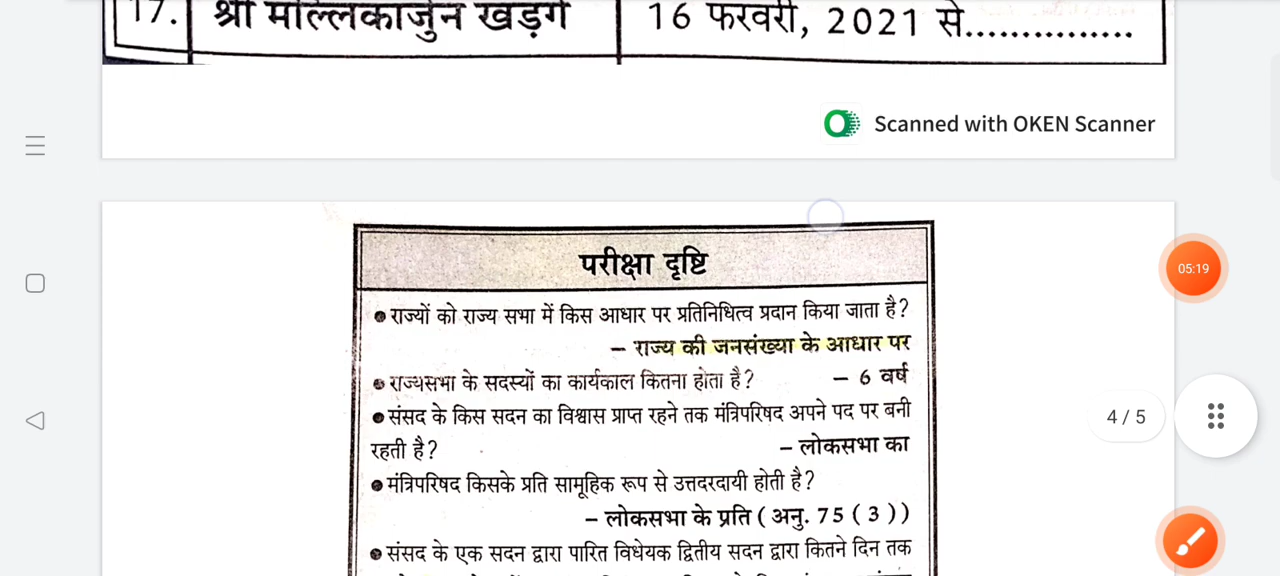 17. श्री मल्लिकार्जुन खड़गे 16 फरवरी, 2021 से...............
Scanned with OKEN Scanner
परीक्षा दृष्टि
● राज्यों को राज्य सभा में किस आधार पर प्रतिनिधित्व प्रदान किया जाता है?
– राज्य की जनसंख्या के आधार पर
● राज्यसभा के सदस्यों का कार्यकाल कितना होता है? – 6 वर्ष
● संसद के किस सदन का विश्वास प्राप्त रहने तक मंत्रिपरिषद अपने पद पर बनी
रहती है? – लोकसभा का
● मंत्रिपरिषद किसके प्रति सामूहिक रूप से उत्तदरदायी होती है?
– लोकसभा के प्रति ( अनु. 75 ( 3 ) )
● संसद के एक सदन द्वारा पारित विधेयक द्वितीय सदन द्वारा कितने दिन तक
05:19
4 / 5